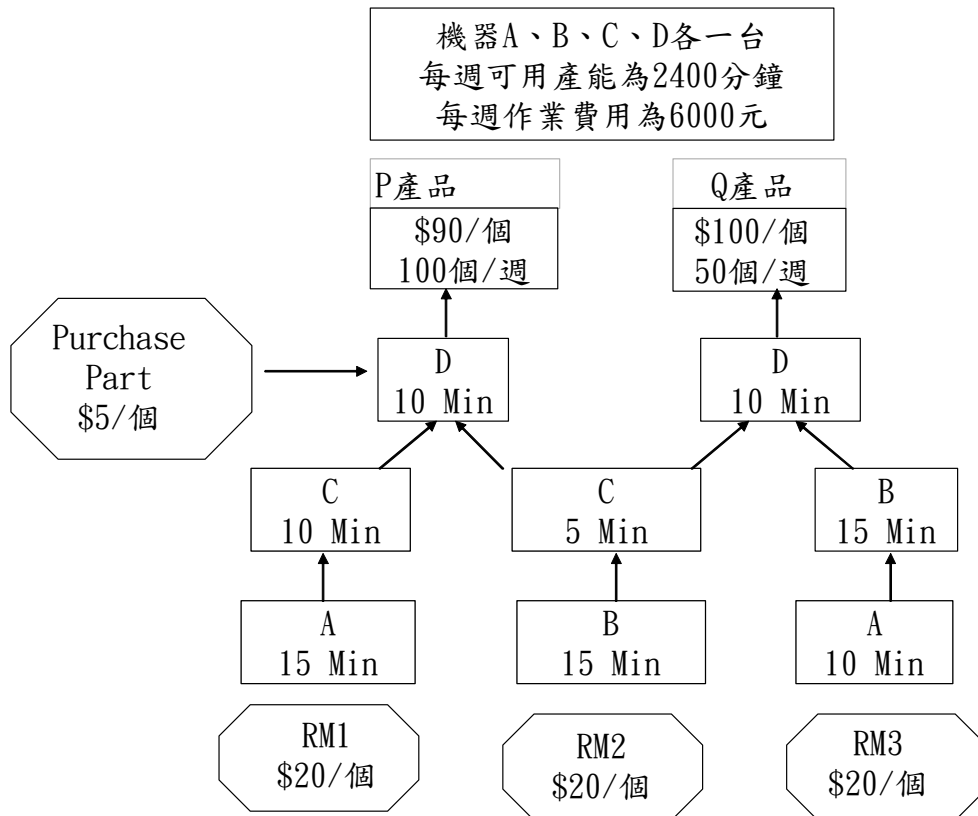 機器A、B、C、D各一台
每週可用產能為2400分鐘
每週作業費用為6000元
P產品
$90/個
100個/週
Q產品
$100/個
50個/週
Purchase
Part
$5/個
D
10 Min
D
10 Min
C
10 Min
C
5 Min
B
15 Min
A
15 Min
B
15 Min
A
10 Min
RM1
$20/個
RM2
$20/個
RM3
$20/個